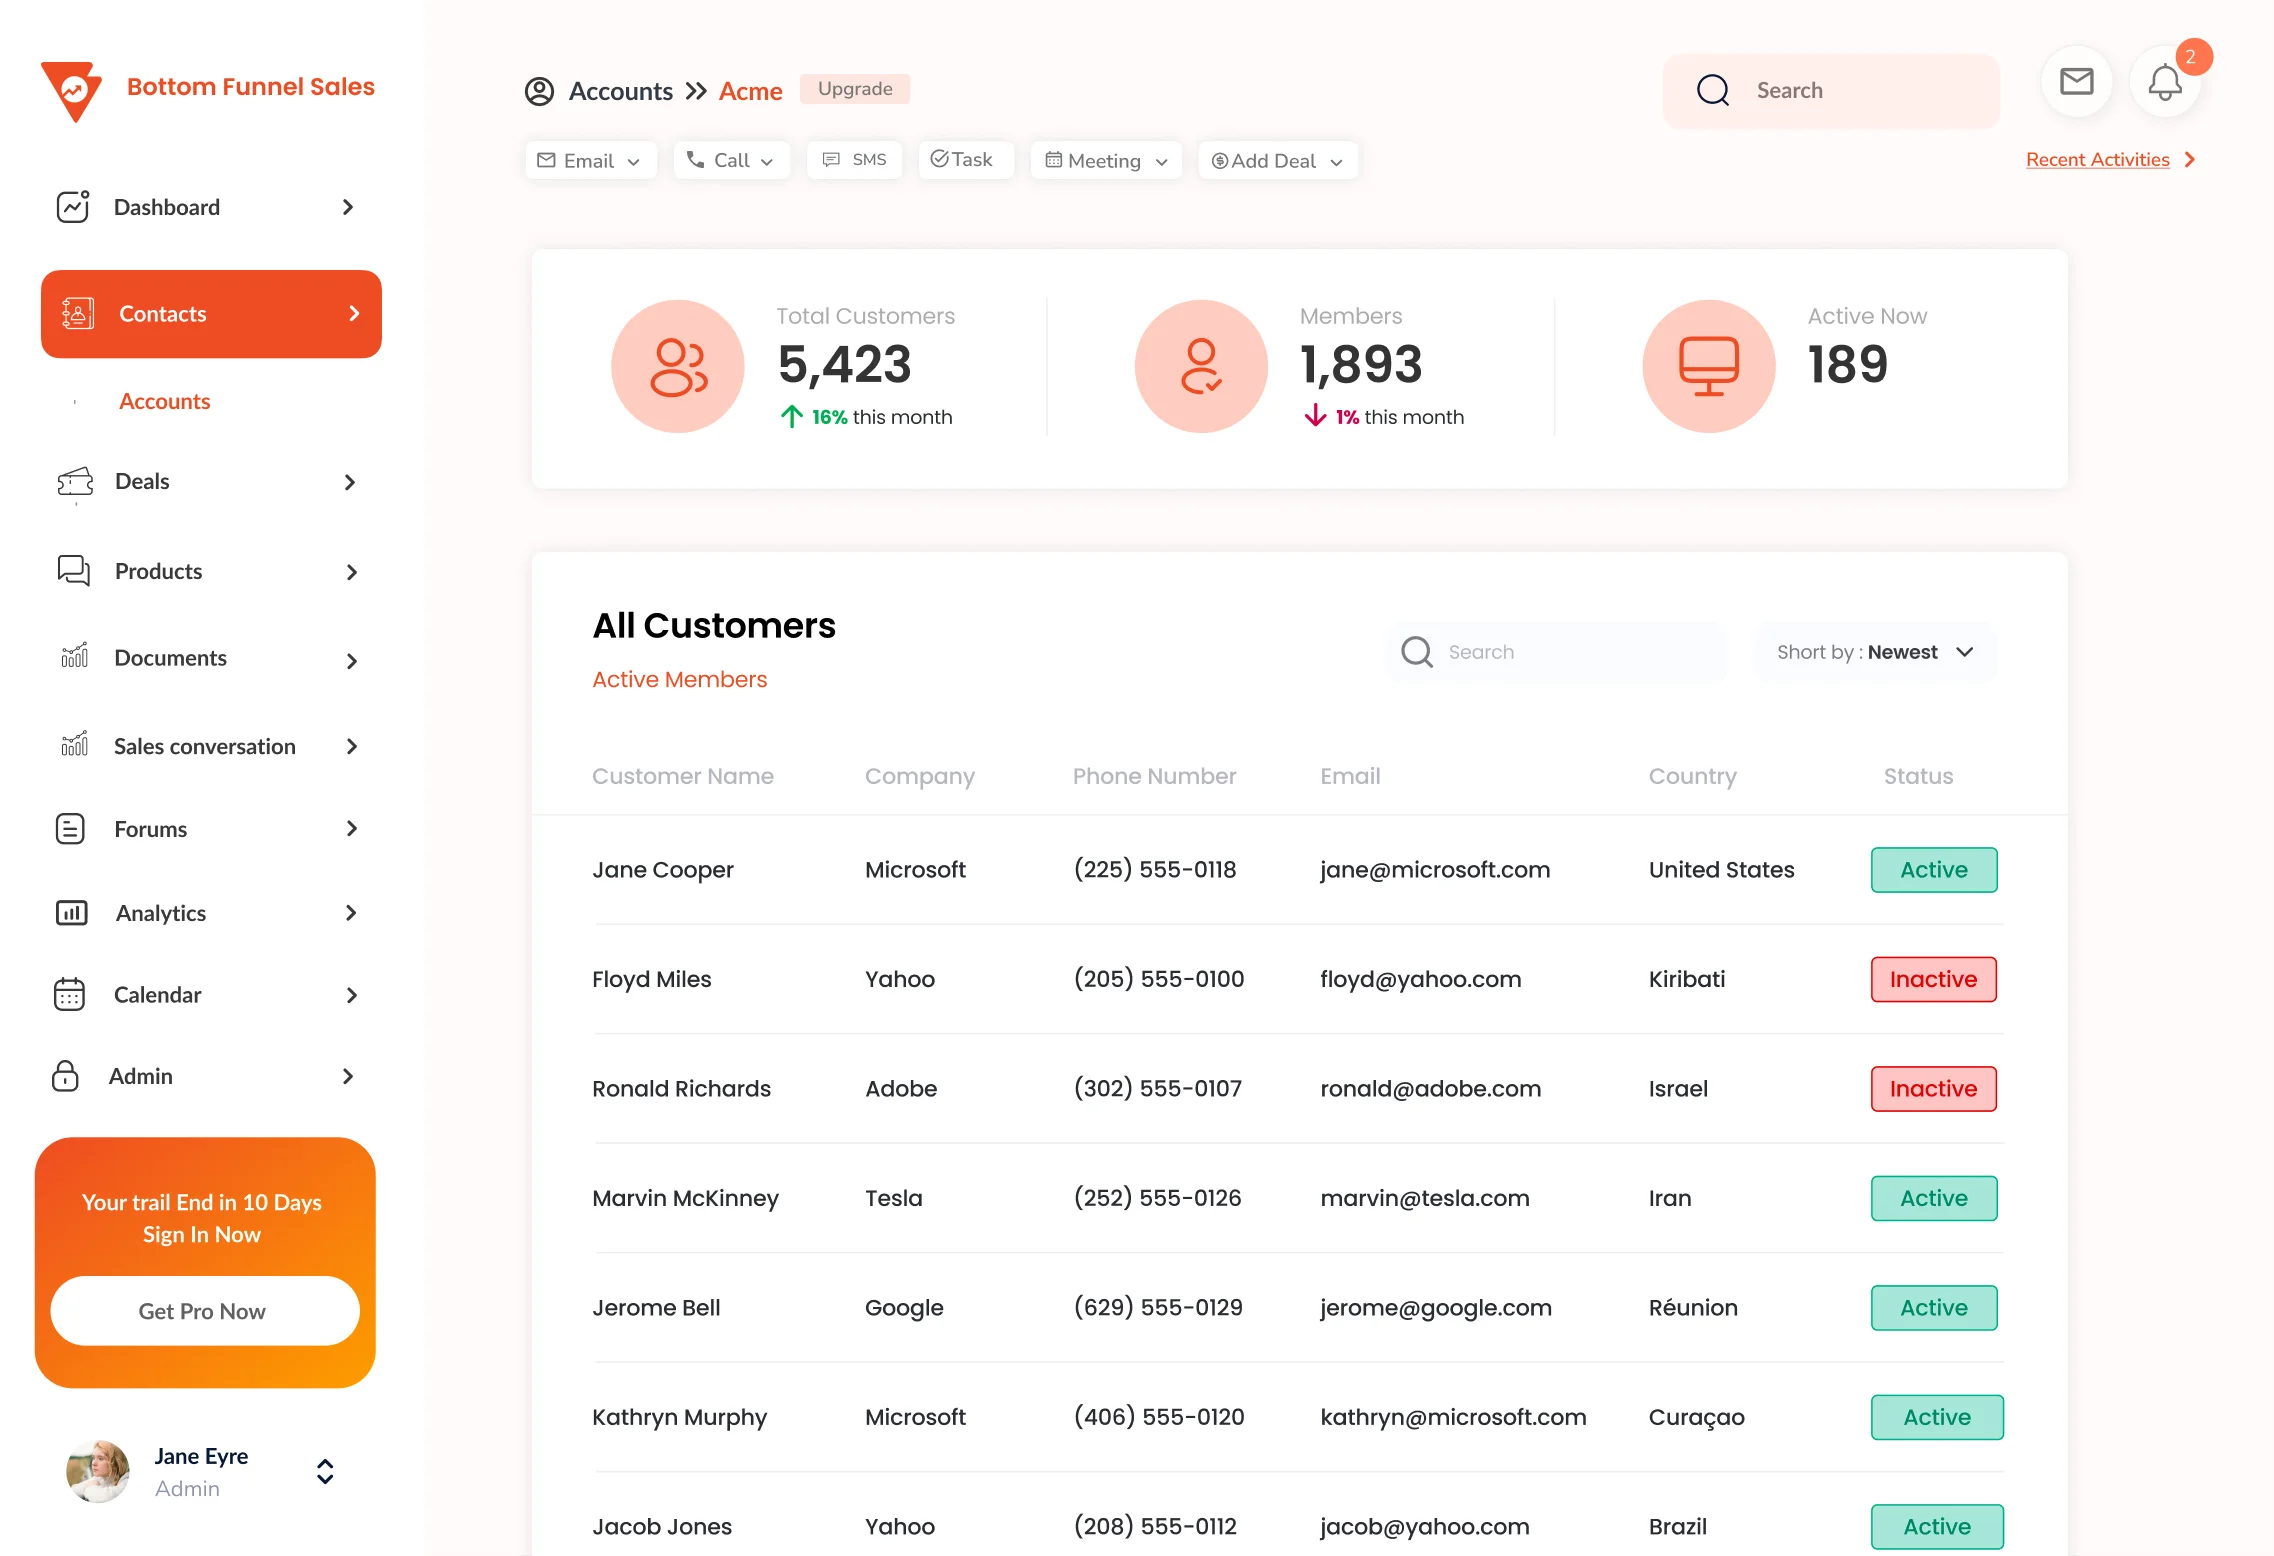 Bottom Funnel Sales
Dashboard
Contacts
Accounts
Deals
Products
Documents
Sales conversation
Forums
Analytics
Calendar
Admin
Your trail End in 10 Days
Sign In Now
Get Pro Now
Jane Eyre
Admin
Accounts Acme Upgrade
Search
2
Email Call SMS Task Meeting Add Deal
Recent Activities
Total Customers
5,423
16% this month
Members
1,893
1% this month
Active Now
189
All Customers
Active Members
Search
Short by : Newest
Customer Name Company Phone Number Email Country Status
Jane Cooper Microsoft (225) 555-0118 jane@microsoft.com United States Active
Floyd Miles Yahoo (205) 555-0100 floyd@yahoo.com Kiribati Inactive
Ronald Richards Adobe (302) 555-0107 ronald@adobe.com Israel Inactive
Marvin McKinney Tesla (252) 555-0126 marvin@tesla.com Iran Active
Jerome Bell Google (629) 555-0129 jerome@google.com Réunion Active
Kathryn Murphy Microsoft (406) 555-0120 kathryn@microsoft.com Curaçao Active
Jacob Jones Yahoo (208) 555-0112 jacob@yahoo.com Brazil Active